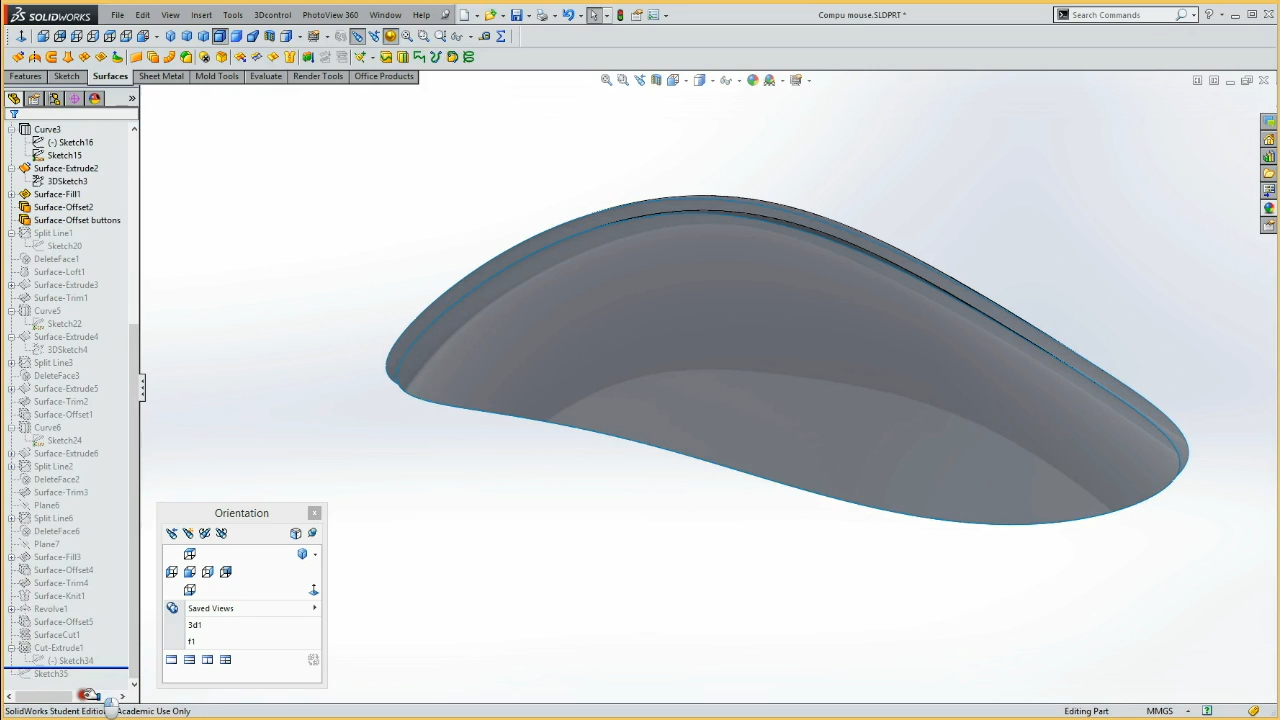 SOLIDWORKS File Edit View Insert Tools 3Dcontrol PhotoView 360 Window Help Compu mouse.SLDPRT * Search Commands
Features Sketch Surfaces Sheet Metal Mold Tools Evaluate Render Tools Office Products
Curve3
(-) Sketch16
Sketch15
Surface-Extrude2
3DSketch3
Surface-Fill1
Surface-Offset2
Surface-Offset buttons
Split Line1
Sketch20
DeleteFace1
Surface-Loft1
Surface-Extrude3
Surface-Trim1
Curve5
Sketch22
Surface-Extrude4
3DSketch4
Split Line3
DeleteFace3
Surface-Extrude5
Surface-Trim2
Surface-Offset1
Curve6
Sketch24
Surface-Extrude6
Split Line2
DeleteFace2
Surface-Trim3
Plane6
Split Line6
DeleteFace6
Plane7
Surface-Fill3
Surface-Offset4
Surface-Trim4
Surface-Knit1
Revolve1
Surface-Offset5
SurfaceCut1
Cut-Extrude1
(-) Sketch34
Sketch35
Orientation
Saved Views
3d1
f1
SolidWorks Student Edition Academic Use Only Editing Part MMGS